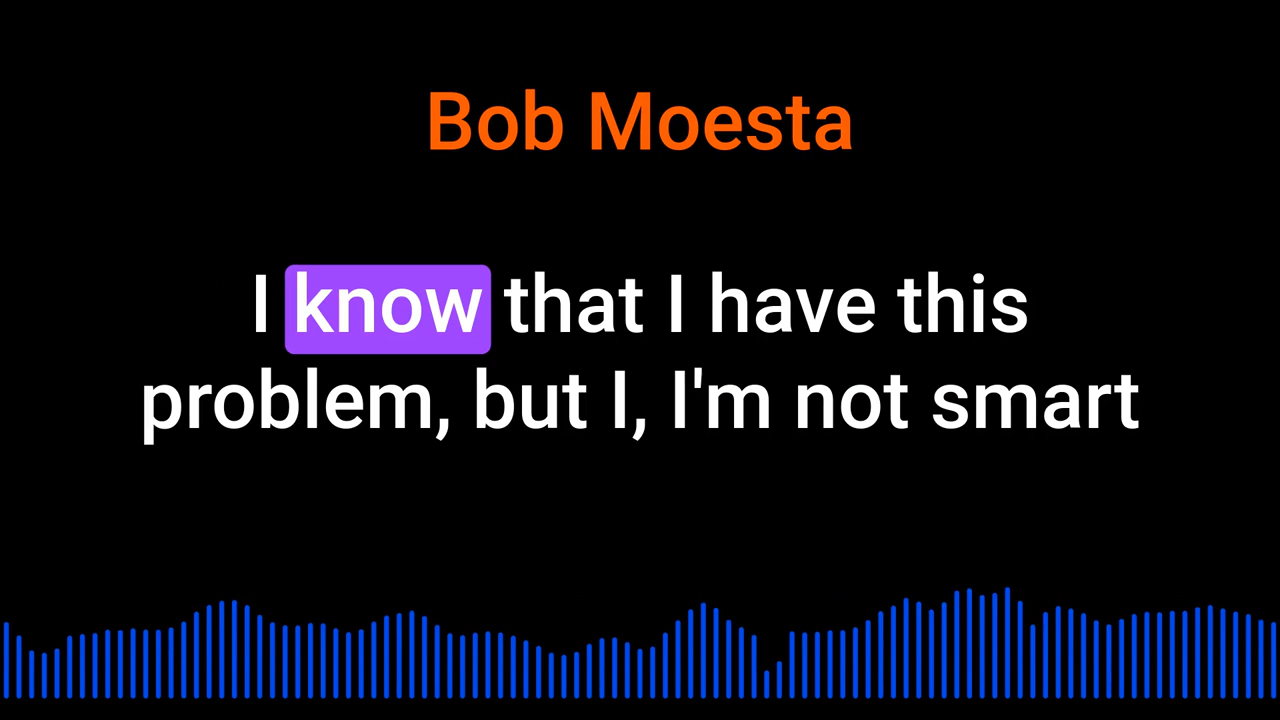 Bob Moesta
I know that I have this
problem, but I, I'm not smart